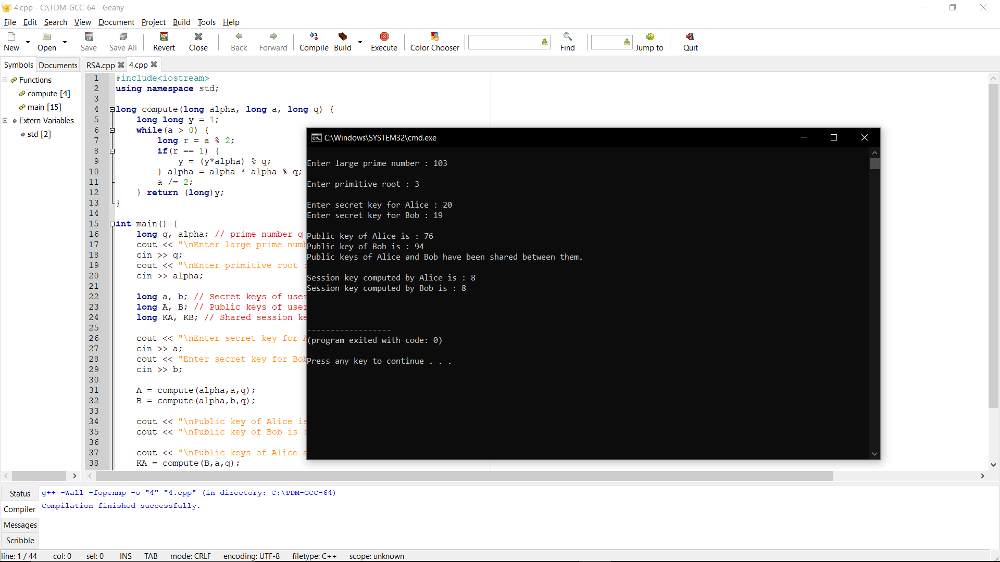 4.cpp - C:\TDM-GCC-64 - Geany
File Edit Search View Document Project Build Tools Help
New Open Save Save All Revert Close Back Forward Compile Build Execute Color Chooser Find Jump to Quit
Symbols Documents RSA.cpp 4.cpp
Functions
compute [4]
main [15]
Extern Variables
std [2]
1 #include<iostream>
2 using namespace std;
3
4 long compute(long alpha, long a, long q) {
5 long long y = 1;
6 while(a > 0) {
7 long r = a % 2;
8 if(r == 1) {
9 y = (y*alpha) % q;
10 } alpha = alpha * alpha % q;
11 a /= 2;
12 } return (long)y;
13 }
14
15 int main() {
16 long q, alpha; // prime number q
17 cout << "\nEnter large prime numb
18 cin >> q;
19 cout << "\nEnter primitive root :
20 cin >> alpha;
21
22 long a, b; // Secret keys of user
23 long A, B; // Public keys of user
24 long KA, KB; // Shared session ke
25
26 cout << "\nEnter secret key for A
27 cin >> a;
28 cout << "Enter secret key for Bob
29 cin >> b;
30
31 A = compute(alpha,a,q);
32 B = compute(alpha,b,q);
33
34 cout << "\nPublic key of Alice is
35 cout << "\nPublic key of Bob is :
36
37 cout << "\nPublic keys of Alice a
38 KA = compute(B,a,q);
C:\Windows\SYSTEM32\cmd.exe
Enter large prime number : 103
Enter primitive root : 3
Enter secret key for Alice : 20
Enter secret key for Bob : 19
Public key of Alice is : 76
Public key of Bob is : 94
Public keys of Alice and Bob have been shared between them.
Session key computed by Alice is : 8
Session key computed by Bob is : 8
------------------
(program exited with code: 0)
Press any key to continue . . .
Status
Compiler
Messages
Scribble
g++ -Wall -fopenmp -o "4" "4.cpp" (in directory: C:\TDM-GCC-64)
Compilation finished successfully.
line: 1 / 44 col: 0 sel: 0 INS TAB mode: CRLF encoding: UTF-8 filetype: C++ scope: unknown